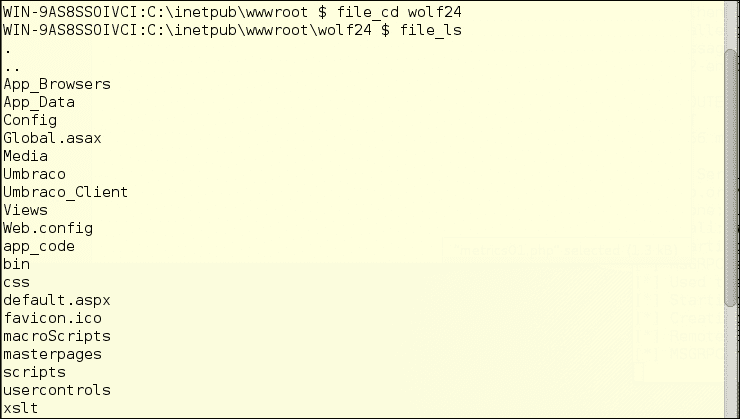 WIN-9AS8SSOIVCI:C:\inetpub\wwwroot $ file_cd wolf24
WIN-9AS8SSOIVCI:C:\inetpub\wwwroot\wolf24 $ file_ls
.
..
App_Browsers
App_Data
Config
Global.asax
Media
Umbraco
Umbraco_Client
Views
Web.config
app_code
bin
css
default.aspx
favicon.ico
macroScripts
masterpages
scripts
usercontrols
xslt